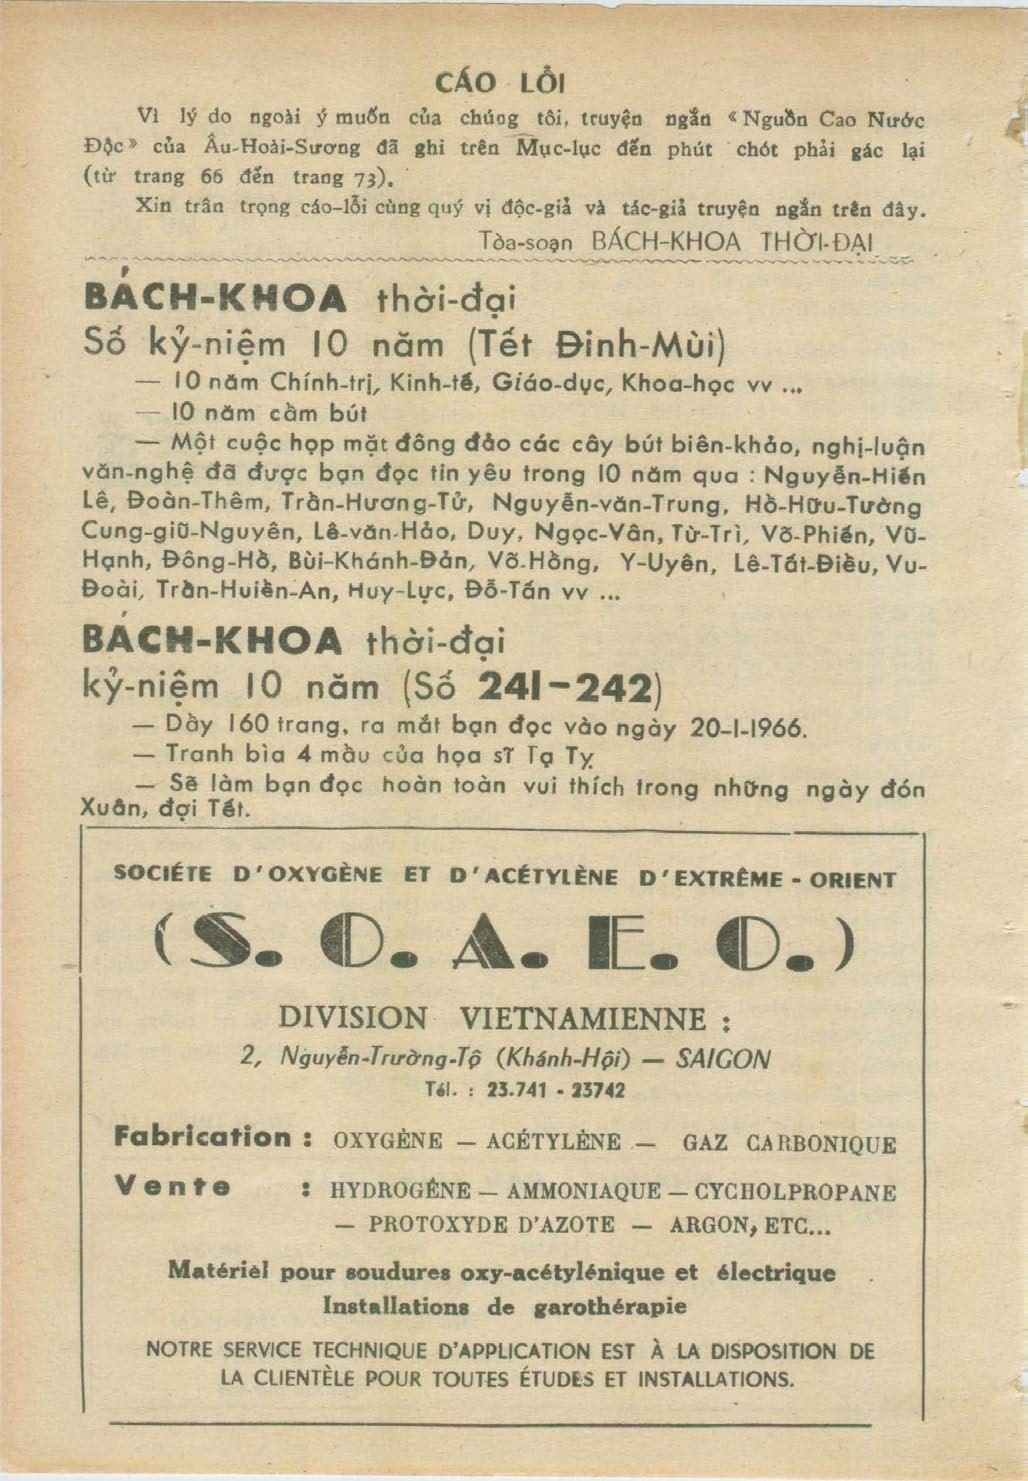 CÁO LỖI
Vì lý do ngoài ý muốn của chúng tôi, truyện ngắn «Nguồn Cao Nước
Độc» của Âu-Hoài-Sương đã ghi trên Mục-lục đến phút chót phải gác lại
(từ trang 66 đến trang 73).
Xin trân trọng cáo-lỗi cùng quý vị độc-giả và tác-giả truyện ngắn trên đây.
Tòa-soạn BÁCH-KHOA THỜI-ĐẠI
BÁCH-KHOA thời-đại
Số kỷ-niệm 10 năm (Tết Đinh-Mùi)
— 10 năm Chính-trị, Kinh-tế, Giáo-dục, Khoa-học vv ...
— 10 năm cầm bút
— Một cuộc họp mặt đông đảo các cây bút biên-khảo, nghị-luận
văn-nghệ đã được bạn đọc tin yêu trong 10 năm qua : Nguyễn-Hiến
Lê, Đoàn-Thêm, Trần-Hương-Tử, Nguyễn-văn-Trung, Hồ-Hữu-Tường
Cung-giũ-Nguyên, Lê-văn-Hảo, Duy, Ngọc-Vân, Từ-Trì, Võ-Phiến, Vũ-
Hạnh, Đông-Hồ, Bùi-Khánh-Đản, Võ-Hồng, Y-Uyên, Lê-Tất-Điều, Vu-
Đoài, Trần-Huiền-An, Huy-Lực, Đỗ-Tấn vv ...
BÁCH-KHOA thời-đại
kỷ-niệm 10 năm (Số 241-242)
— Dầy 160 trang, ra mắt bạn đọc vào ngày 20-1-1966.
— Tranh bìa 4 mầu của họa sĩ Tạ Tỵ
— Sẽ làm bạn đọc hoàn toàn vui thích trong những ngày đón
Xuân, đợi Tết.
SOCIÉTE D'OXYGÈNE ET D'ACÉTYLÈNE D'EXTRÊME - ORIENT
(S. O. A. E. O.)
DIVISION VIETNAMIENNE :
2, Nguyễn-Trường-Tộ (Khánh-Hội) — SAIGON
Tél. : 23.741 - 23742
Fabrication : OXYGÈNE — ACÉTYLÈNE — GAZ CARBONIQUE
Vente : HYDROGÉNE — AMMONIAQUE — CYCHOLPROPANE
— PROTOXYDE D'AZOTE — ARGON, ETC...
Matériel pour soudures oxy-acétylénique et électrique
Installations de garothérapie
NOTRE SERVICE TECHNIQUE D'APPLICATION EST À LA DISPOSITION DE
LA CLIENTÈLE POUR TOUTES ÉTUDES ET INSTALLATIONS.